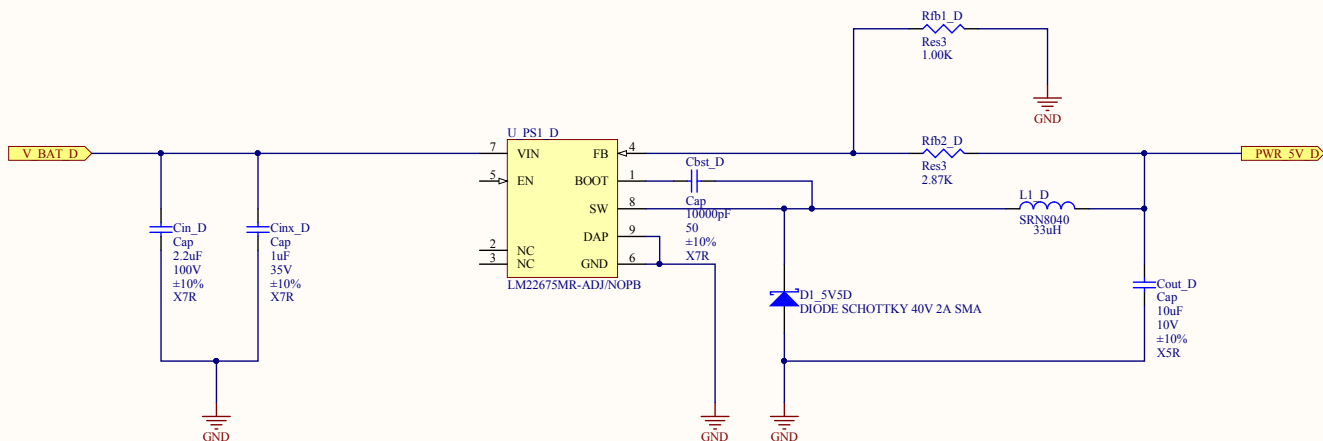 Rfb1_D
Res3
1.00K
GND
V_BAT_D
U_PS1_D
7
VIN
FB
4
5
EN
BOOT
1
SW
8
DAP
9
2
NC
3
NC
GND
6
LM22675MR-ADJ/NOPB
Cbst_D
Cap
10000pF
50
±10%
X7R
Rfb2_D
Res3
2.87K
PWR_5V_D
L1_D
SRN8040
33uH
Cin_D
Cap
2.2uF
100V
±10%
X7R
Cinx_D
Cap
1uF
35V
±10%
X7R
D1_5V5D
DIODE SCHOTTKY 40V 2A SMA
Cout_D
Cap
10uF
10V
±10%
X5R
GND
GND
GND